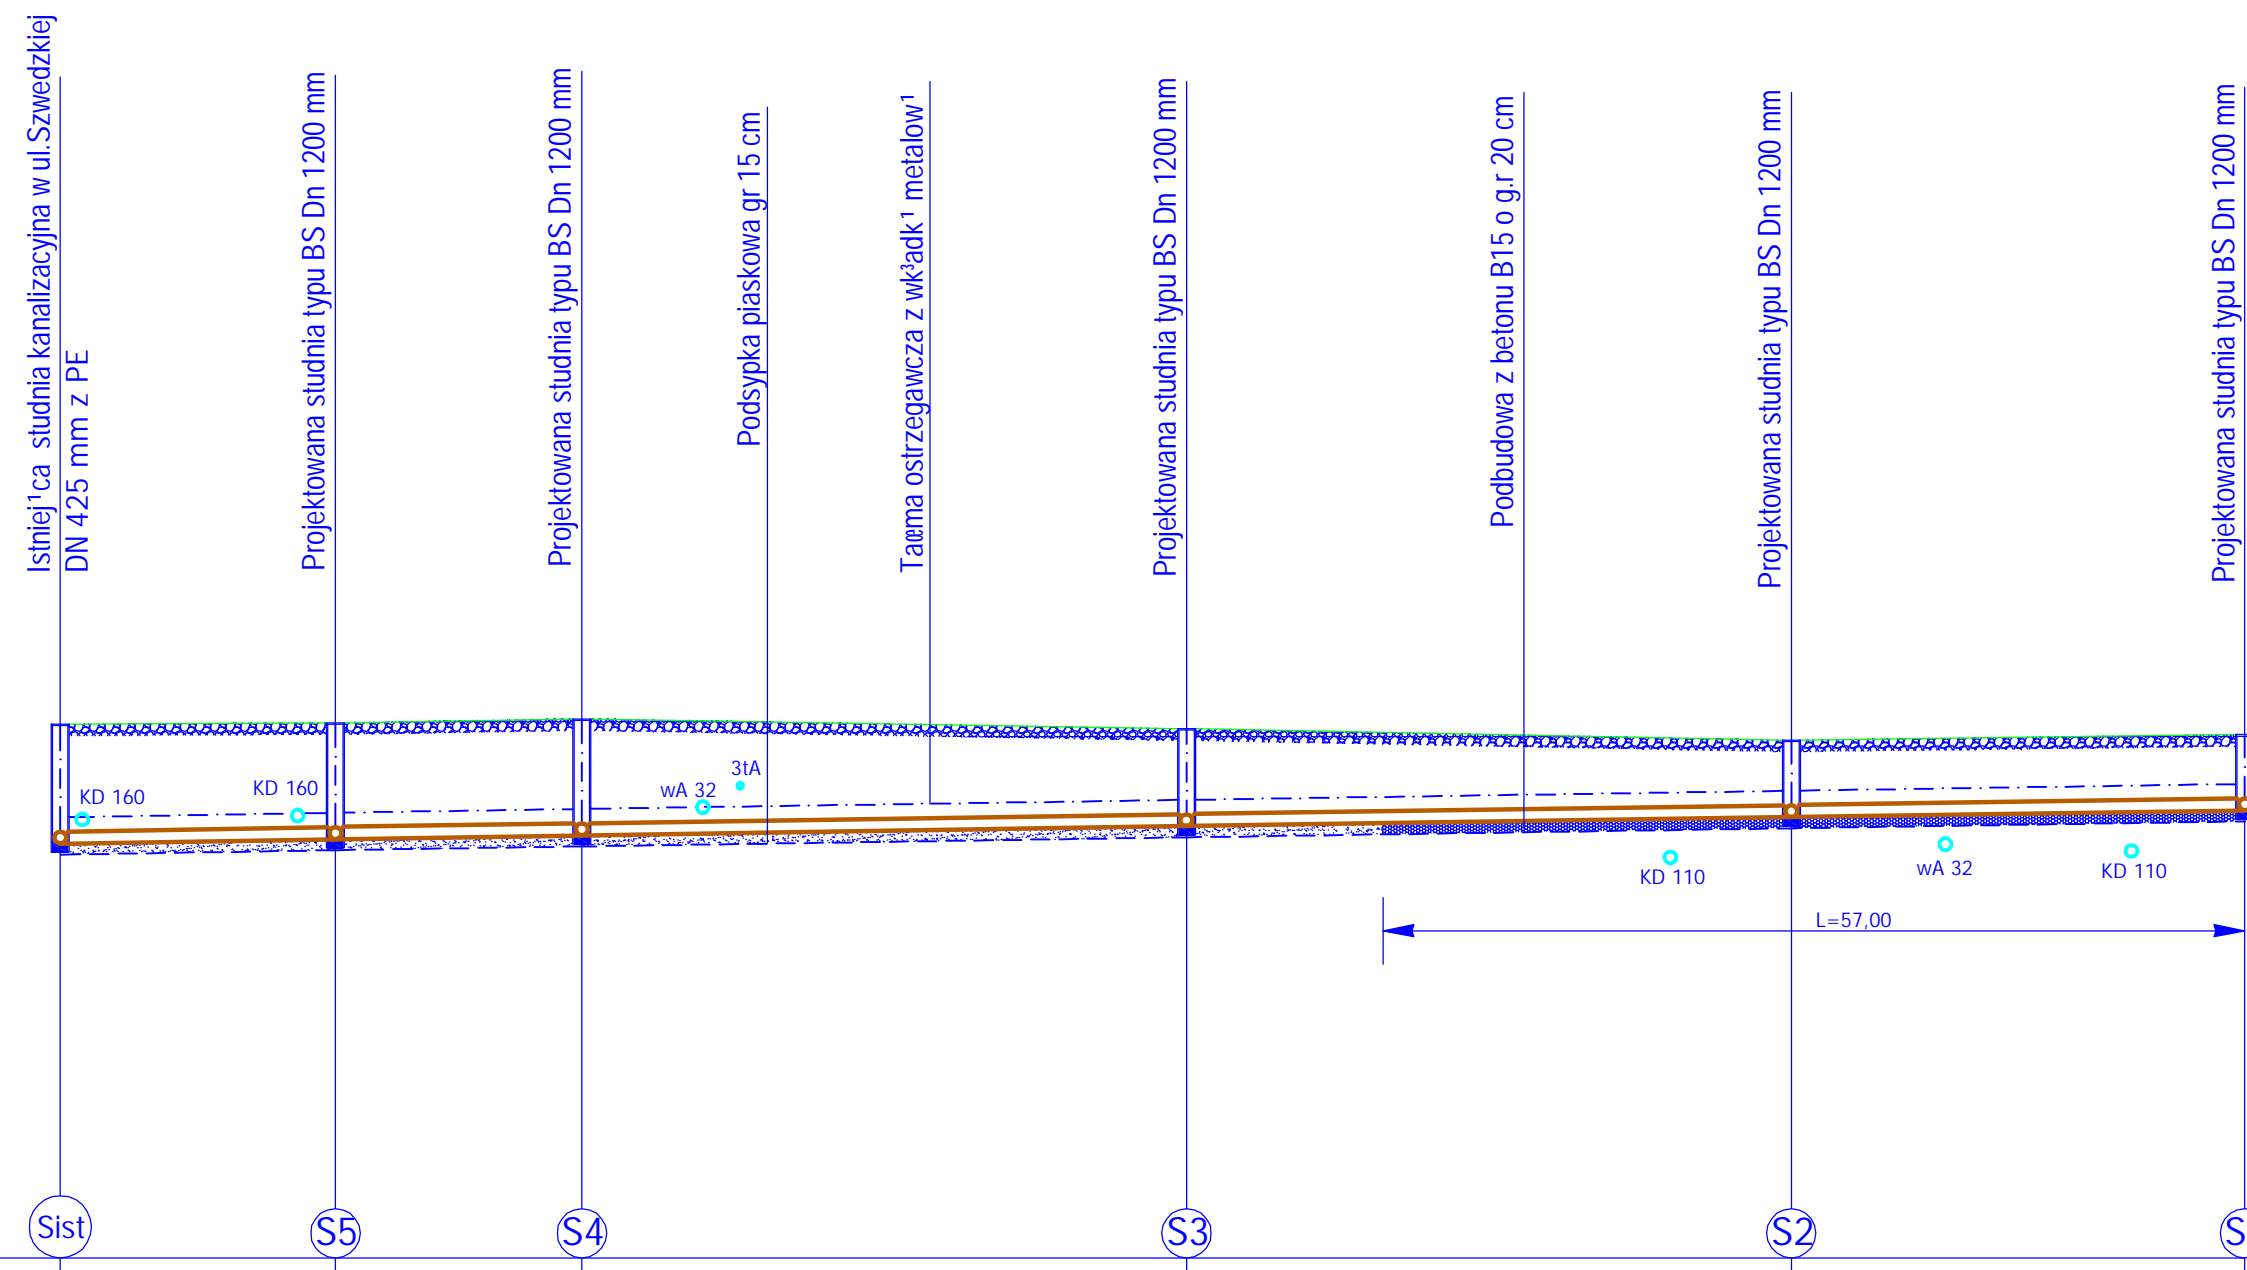 Istniej¹ca studnia kanalizacyjna w ul.Szwedzkiej
DN 425 mm z PE
Projektowana studnia typu BS Dn 1200 mm
Projektowana studnia typu BS Dn 1200 mm
Podsypka piaskowa gr 15 cm
Taœma ostrzegawcza z wk³adk¹ metalow¹
Projektowana studnia typu BS Dn 1200 mm
Podbudowa z betonu B15 o g.r 20 cm
Projektowana studnia typu BS Dn 1200 mm
Projektowana studnia typu BS Dn 1200 mm
KD 160
KD 160
wA 32
3tA
KD 110
wA 32
KD 110
L=57,00
Sist
S5
S4
S3
S2
S